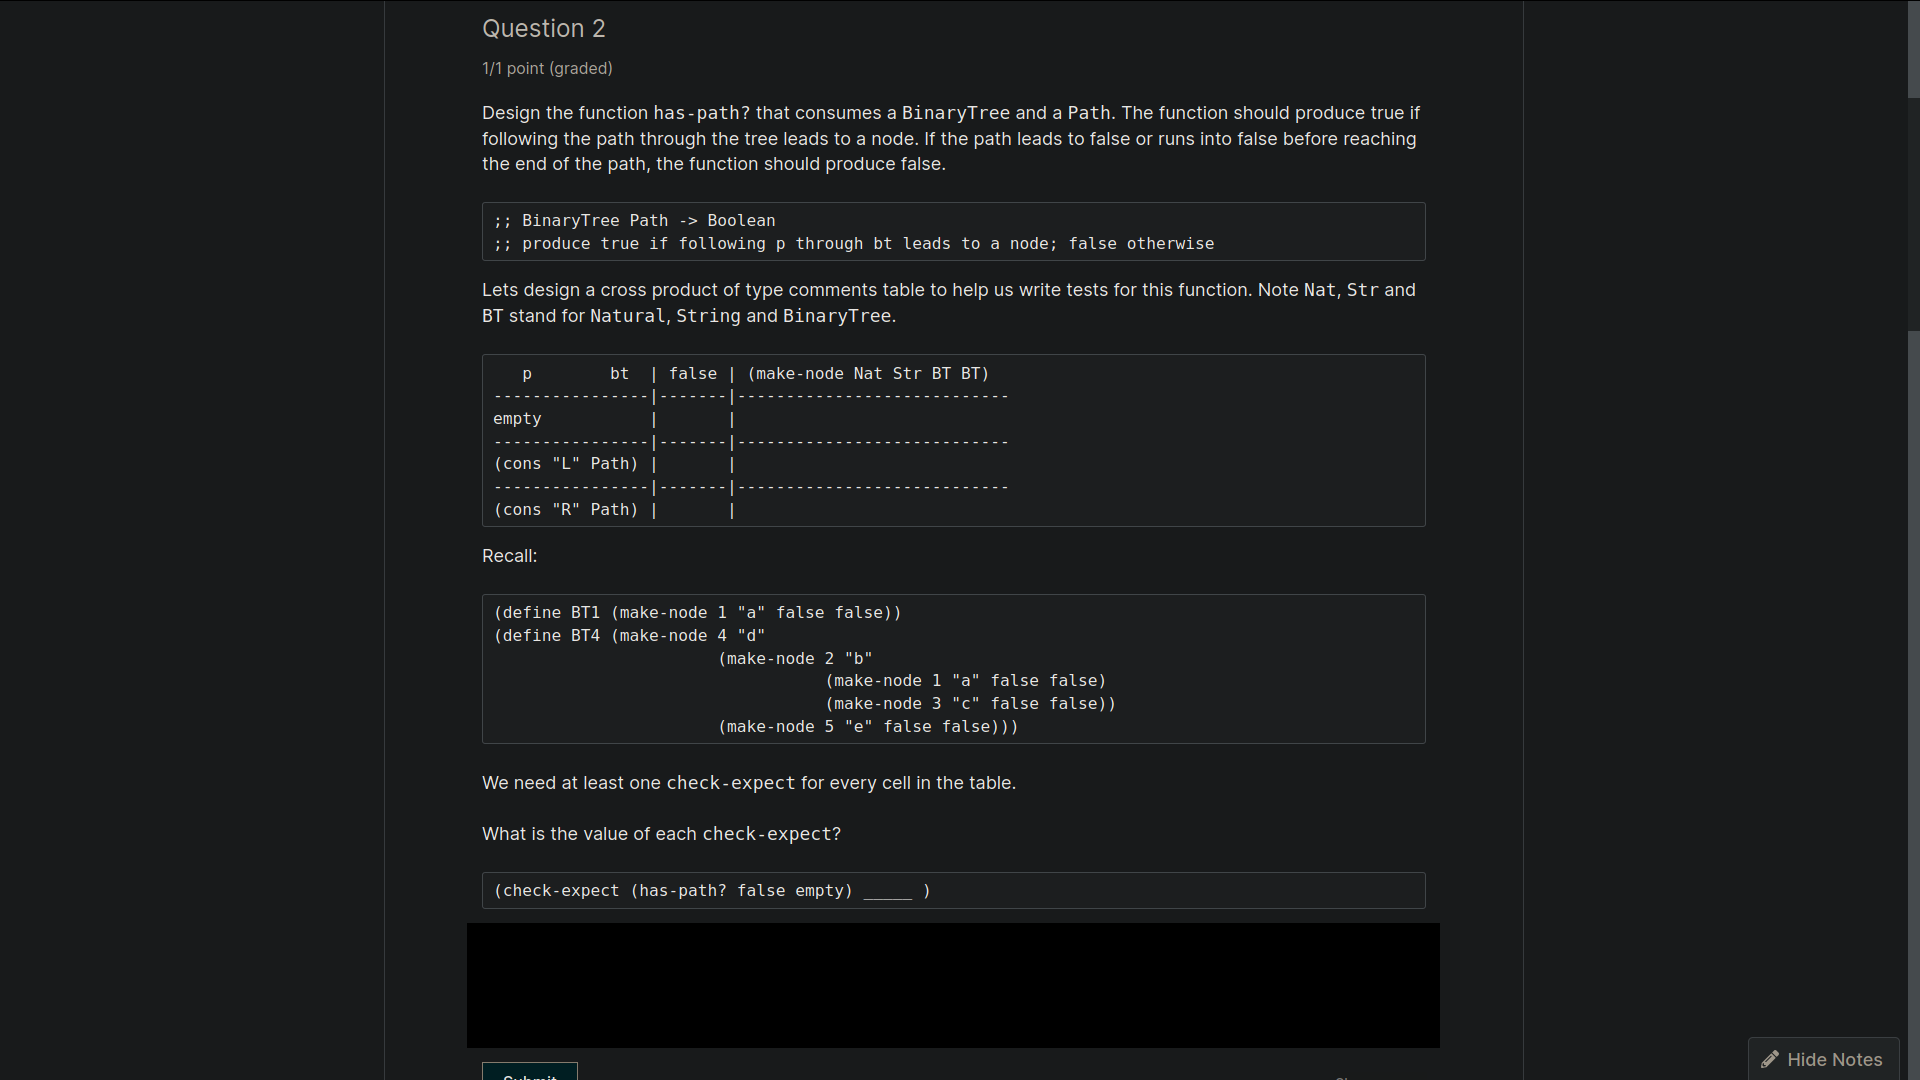 Question 2
1/1 point (graded)
Design the function has-path? that consumes a BinaryTree and a Path. The function should produce true if
following the path through the tree leads to a node. If the path leads to false or runs into false before reaching
the end of the path, the function should produce false.
;; BinaryTree Path -> Boolean
;; produce true if following p through bt leads to a node; false otherwise
Lets design a cross product of type comments table to help us write tests for this function. Note Nat, Str and
BT stand for Natural, String and BinaryTree.
   p        bt  | false | (make-node Nat Str BT BT)
----------------|-------|----------------------------
empty           |       |
----------------|-------|----------------------------
(cons "L" Path) |       |
----------------|-------|----------------------------
(cons "R" Path) |       |
Recall:
(define BT1 (make-node 1 "a" false false))
(define BT4 (make-node 4 "d"
                       (make-node 2 "b"
                                  (make-node 1 "a" false false)
                                  (make-node 3 "c" false false))
                       (make-node 5 "e" false false)))
We need at least one check-expect for every cell in the table.
What is the value of each check-expect?
(check-expect (has-path? false empty) _____ )
Submit
Hide Notes